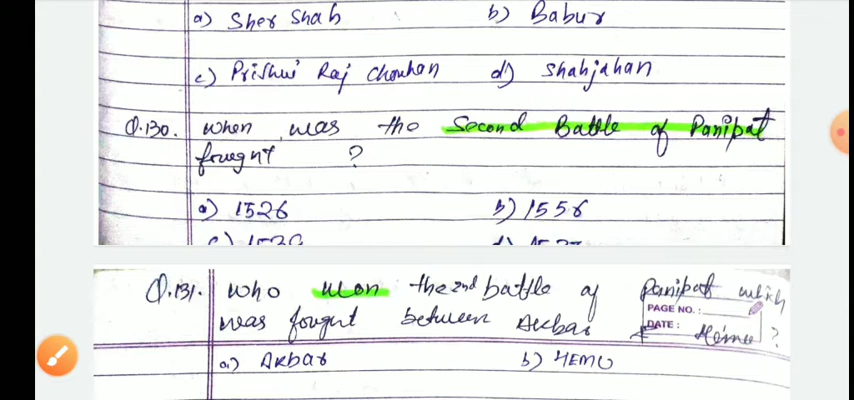 a) Sher Shah b) Babur
c) Prithvi Raj Chouhan d) Shahjahan
Q.130. When was the Second Battle of Panipat
fought ?
a) 1526 b) 1556
Q.131. Who won the 2nd battle of Panipat which
was fought between Akbar & Hemu ?
PAGE NO.:
DATE:
a) Akbar b) HEMU